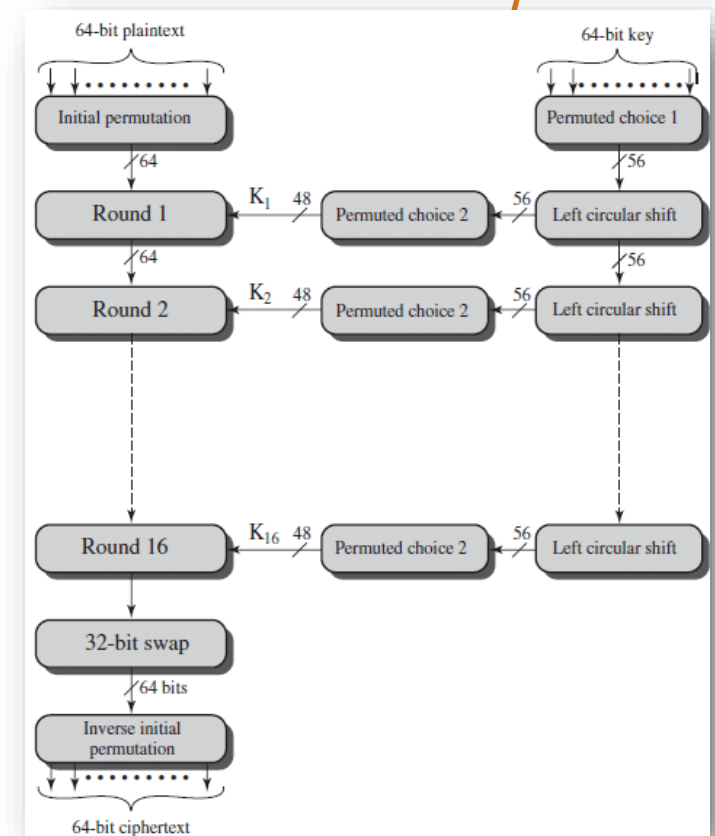 64-bit plaintext
64-bit key
Initial permutation
Permuted choice 1
64
56
Round 1
K1
48
Permuted choice 2
56
Left circular shift
64
56
Round 2
K2
48
Permuted choice 2
56
Left circular shift
Round 16
K16
48
Permuted choice 2
56
Left circular shift
32-bit swap
64 bits
Inverse initial
permutation
64-bit ciphertext